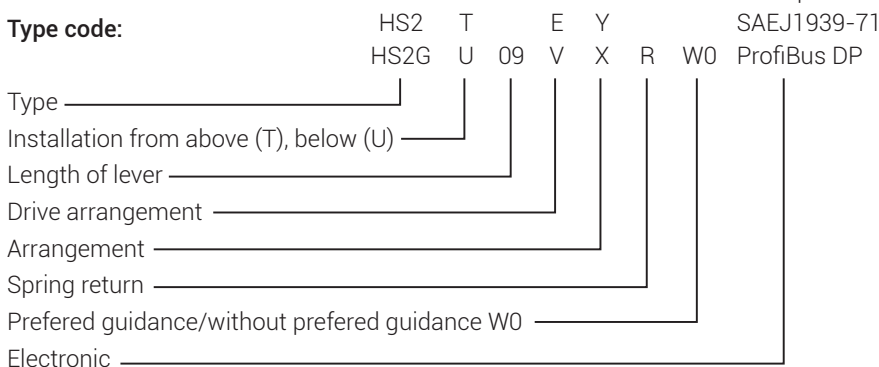 Type code: HS2 T E Y SAEJ1939-71
HS2G U 09 V X R W0 ProfiBus DP
Type
Installation from above (T), below (U)
Length of lever
Drive arrangement
Arrangement
Spring return
Prefered guidance/without prefered guidance W0
Electronic